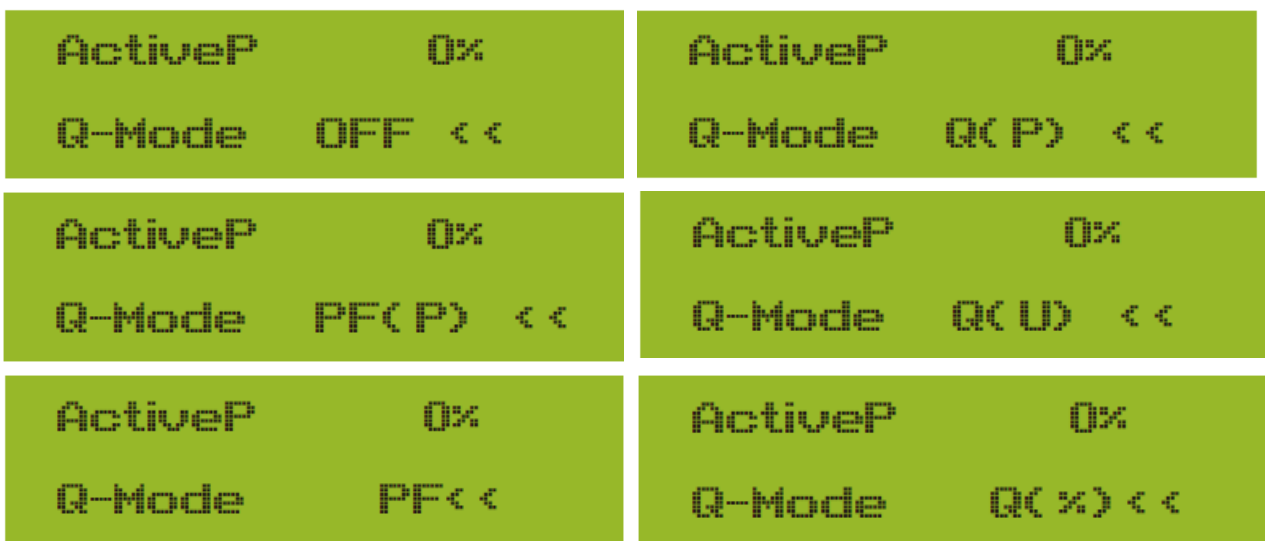 ActiveP 0%
Q-Mode OFF <<
ActiveP 0%
Q-Mode Q(P) <<
ActiveP 0%
Q-Mode PF(P) <<
ActiveP 0%
Q-Mode Q(U) <<
ActiveP 0%
Q-Mode PF<<
ActiveP 0%
Q-Mode Q(%)<<